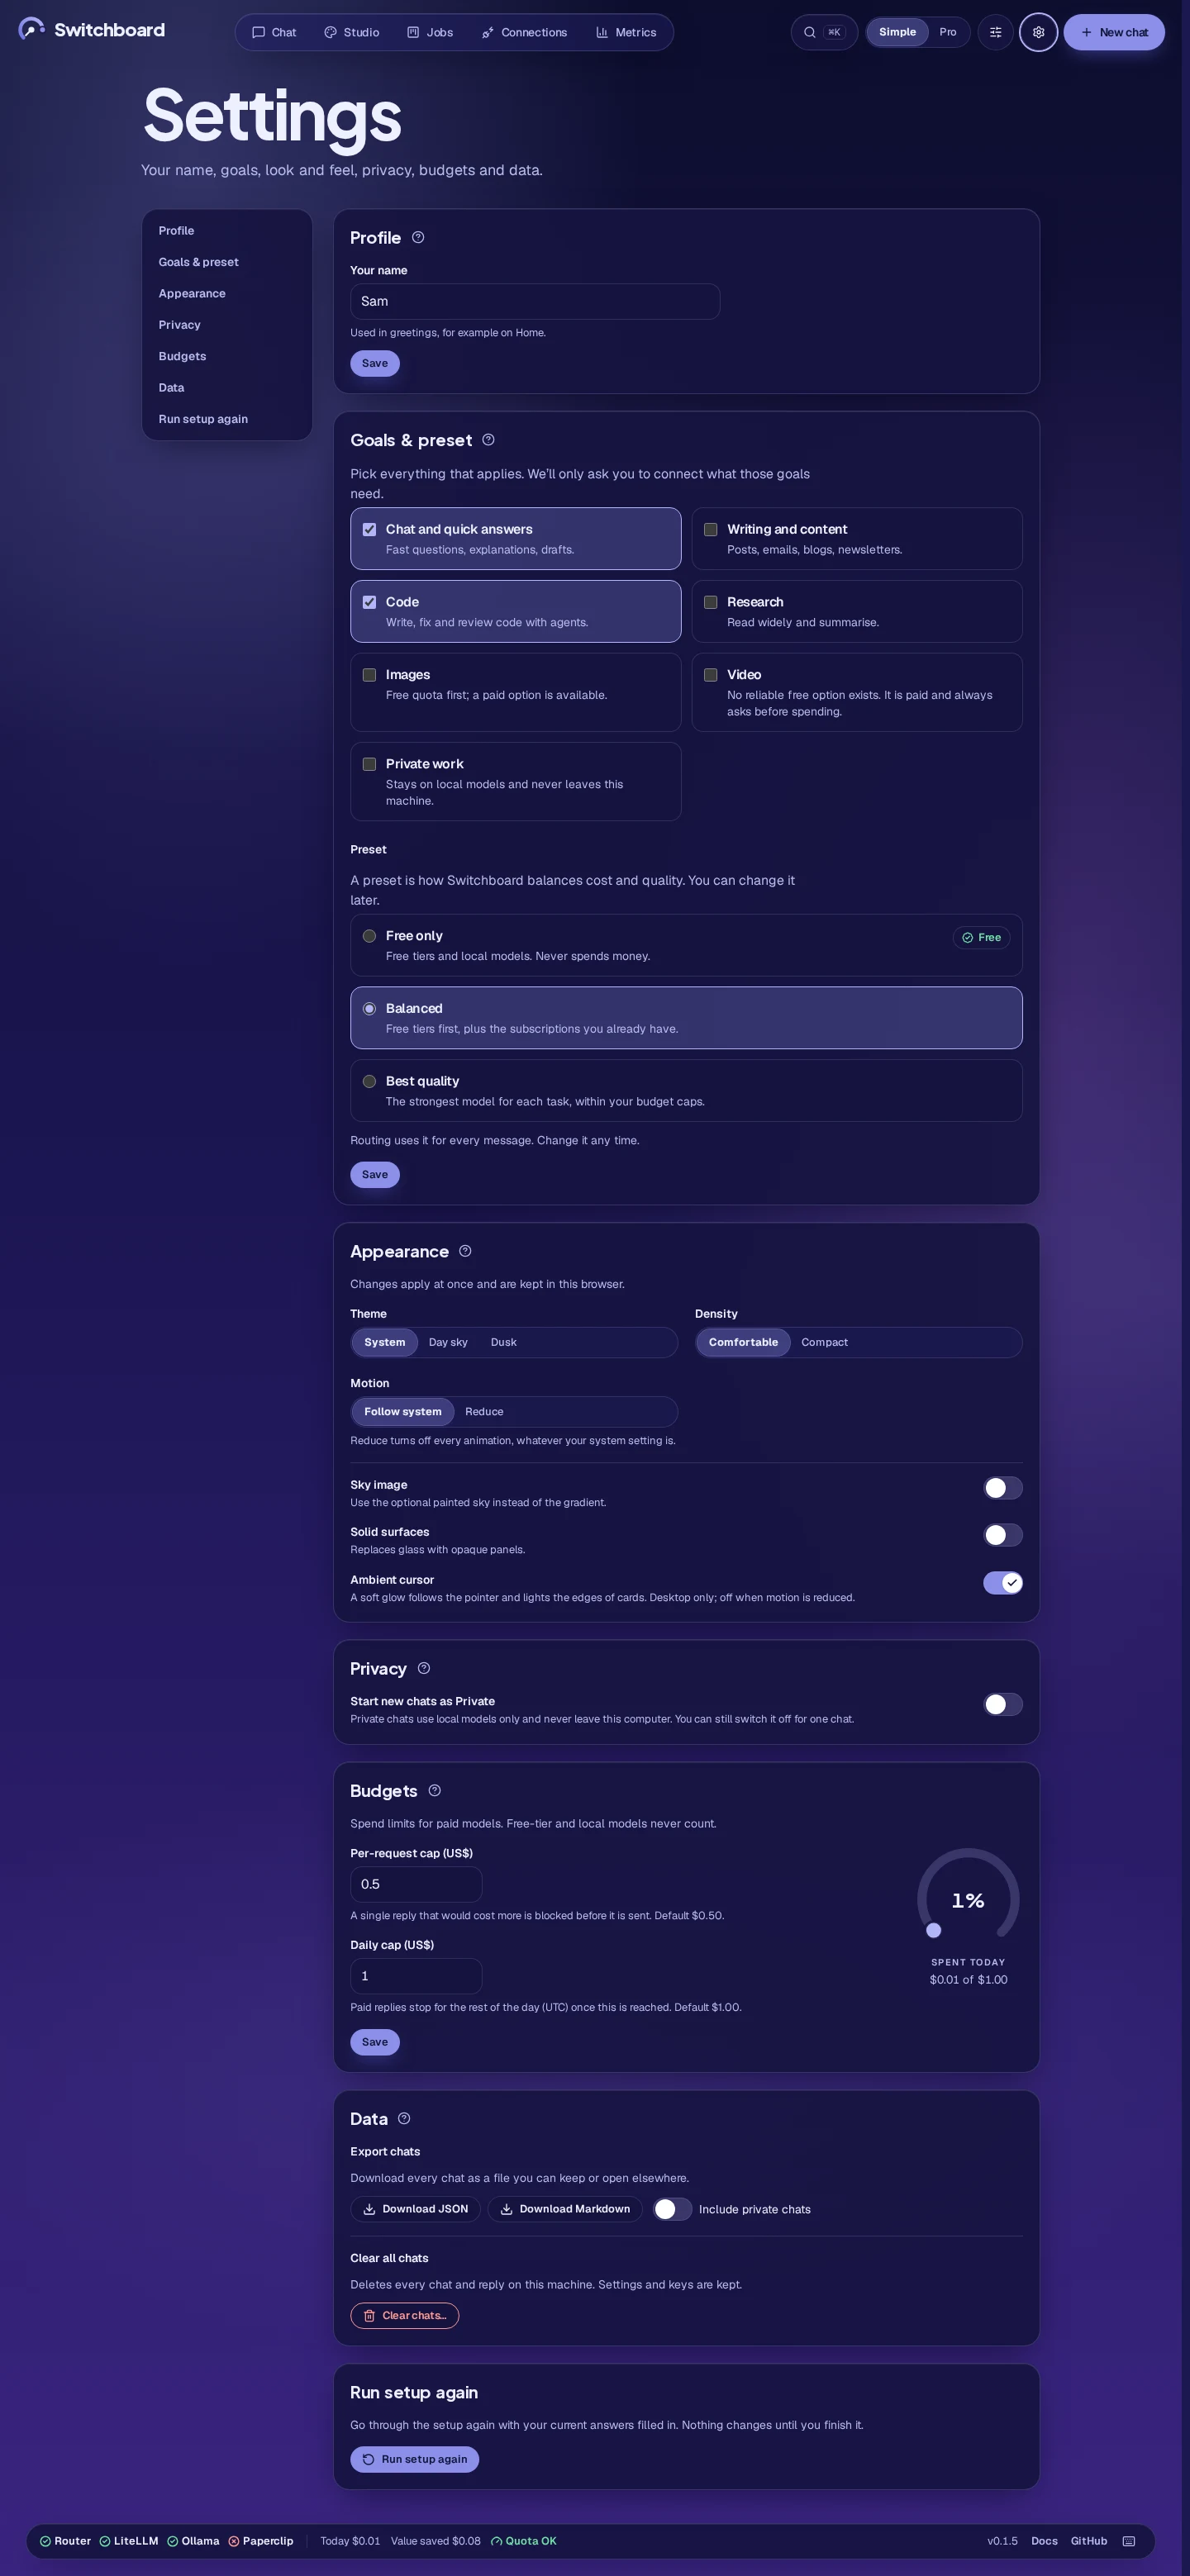 Switchboard
Chat
Studio
Jobs
Connections
Metrics
⌘K
Simple
Pro
New chat
Settings
Your name, goals, look and feel, privacy, budgets and data.
Profile
Goals & preset
Appearance
Privacy
Budgets
Data
Run setup again
Profile
Your name
Sam
Used in greetings, for example on Home.
Save
Goals & preset
Pick everything that applies. We'll only ask you to connect what those goals
need.
Chat and quick answers
Fast questions, explanations, drafts.
Writing and content
Posts, emails, blogs, newsletters.
Code
Write, fix and review code with agents.
Research
Read widely and summarise.
Images
Free quota first; a paid option is available.
Video
No reliable free option exists. It is paid and always
asks before spending.
Private work
Stays on local models and never leaves this
machine.
Preset
A preset is how Switchboard balances cost and quality. You can change it
later.
Free only
Free tiers and local models. Never spends money.
Free
Balanced
Free tiers first, plus the subscriptions you already have.
Best quality
The strongest model for each task, within your budget caps.
Routing uses it for every message. Change it any time.
Save
Appearance
Changes apply at once and are kept in this browser.
Theme
System
Day sky
Dusk
Density
Comfortable
Compact
Motion
Follow system
Reduce
Reduce turns off every animation, whatever your system setting is.
Sky image
Use the optional painted sky instead of the gradient.
Solid surfaces
Replaces glass with opaque panels.
Ambient cursor
A soft glow follows the pointer and lights the edges of cards. Desktop only; off when motion is reduced.
Privacy
Start new chats as Private
Private chats use local models only and never leave this computer. You can still switch it off for one chat.
Budgets
Spend limits for paid models. Free-tier and local models never count.
Per-request cap (US$)
0.5
A single reply that would cost more is blocked before it is sent. Default $0.50.
Daily cap (US$)
1
Paid replies stop for the rest of the day (UTC) once this is reached. Default $1.00.
Save
1%
SPENT TODAY
$0.01 of $1.00
Data
Export chats
Download every chat as a file you can keep or open elsewhere.
Download JSON
Download Markdown
Include private chats
Clear all chats
Deletes every chat and reply on this machine. Settings and keys are kept.
Clear chats…
Run setup again
Go through the setup again with your current answers filled in. Nothing changes until you finish it.
Run setup again
Router
LiteLLM
Ollama
Paperclip
Today $0.01
Value saved $0.08
Quota OK
v0.1.5
Docs
GitHub